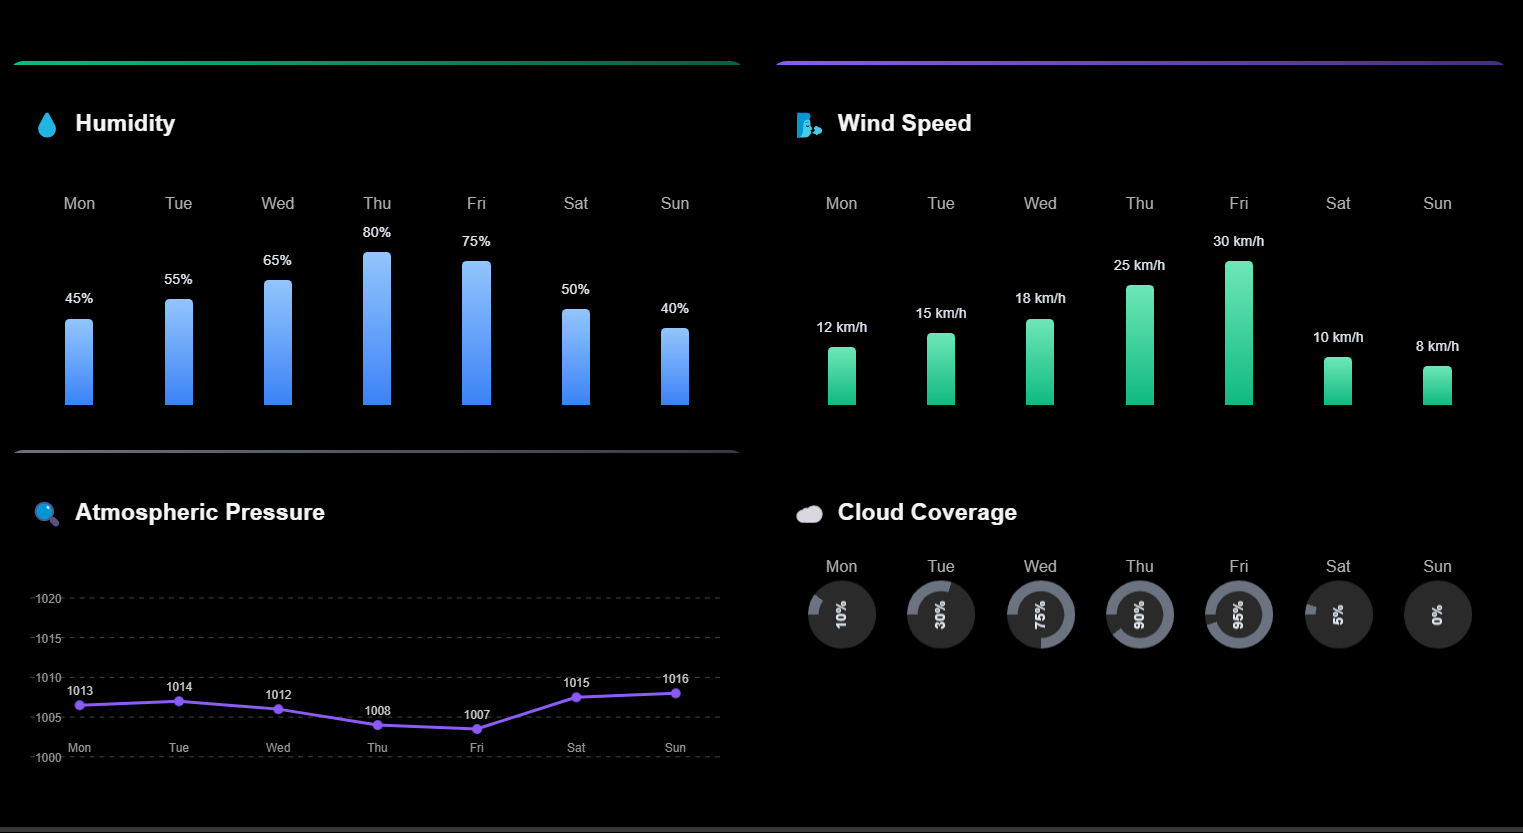 Humidity
Mon Tue Wed Thu Fri Sat Sun
45% 55% 65% 80% 75% 50% 40%
Wind Speed
Mon Tue Wed Thu Fri Sat Sun
12 km/h 15 km/h 18 km/h 25 km/h 30 km/h 10 km/h 8 km/h
Atmospheric Pressure
1020
1015
1010
1005
1000
1013 1014 1012 1008 1007 1015 1016
Mon Tue Wed Thu Fri Sat Sun
Cloud Coverage
Mon Tue Wed Thu Fri Sat Sun
10% 30% 75% 90% 95% 5% 0%